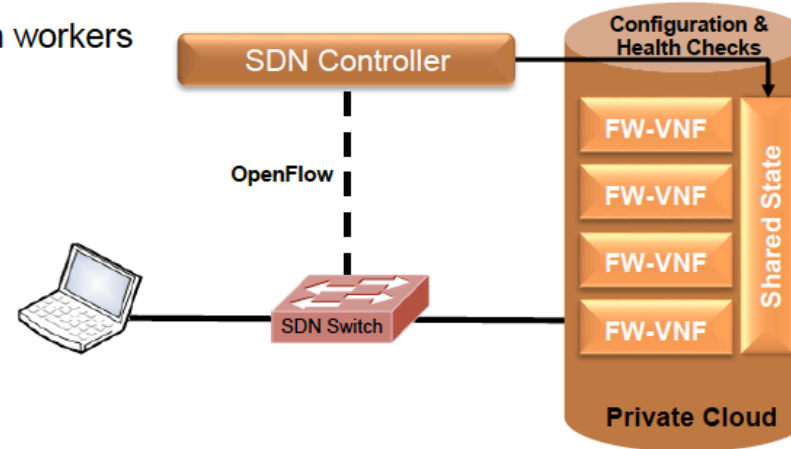 workers
SDN Controller
Configuration &
Health Checks
OpenFlow
FW-VNF
FW-VNF
FW-VNF
FW-VNF
Shared State
SDN Switch
Private Cloud